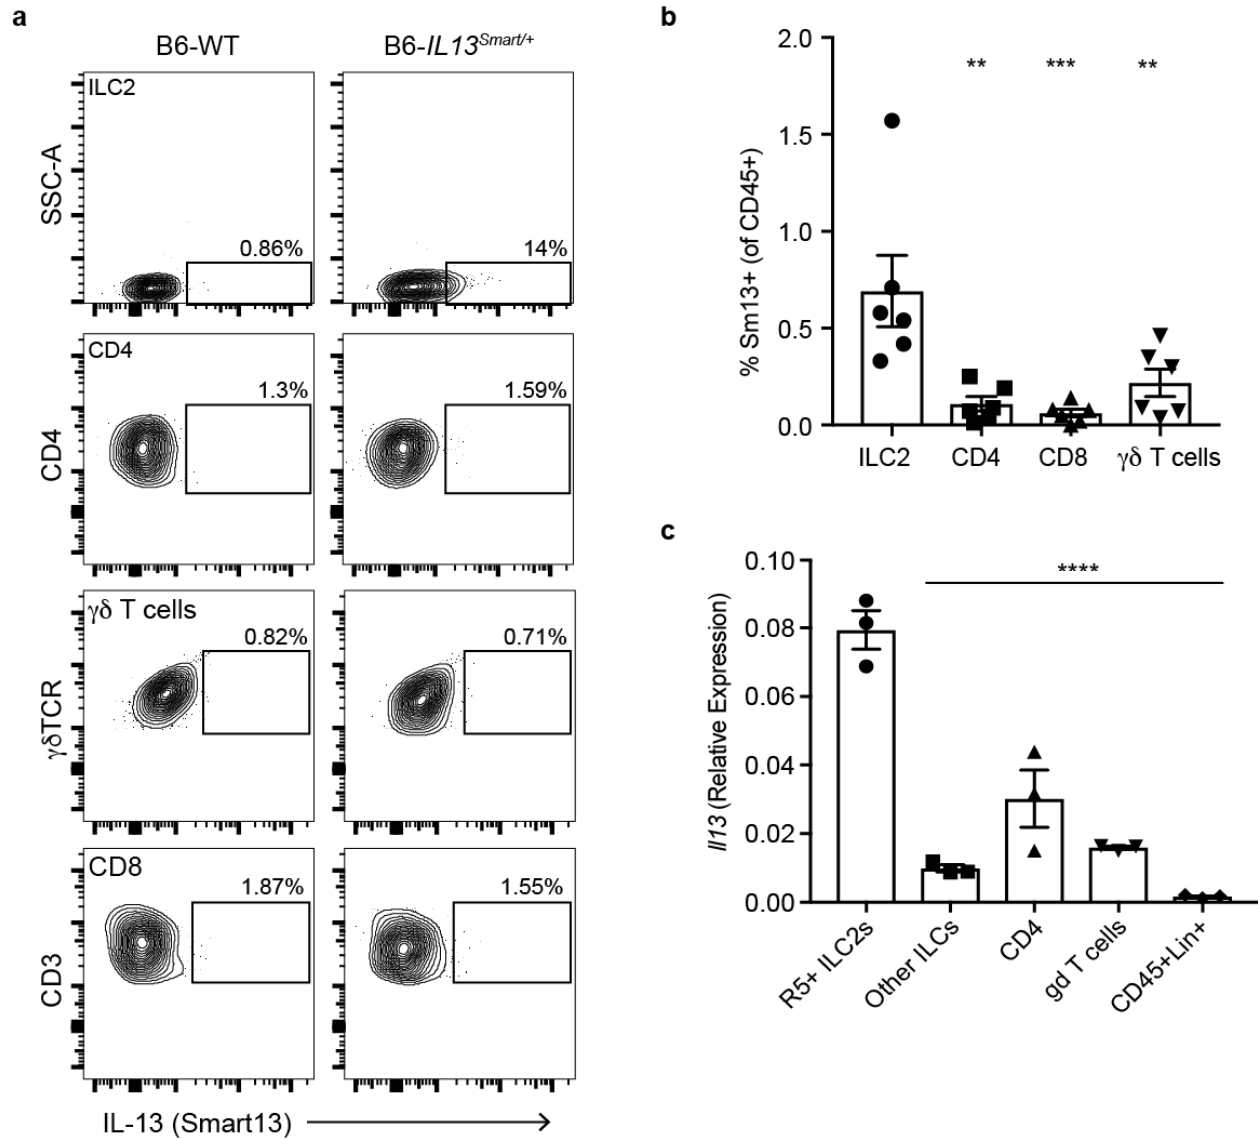 a
B6-WT
B6-IL13Smart/+
ILC2
SSC-A
0.86%
14%
CD4
CD4
1.3%
1.59%
γδ T cells
γδTCR
0.82%
0.71%
CD8
CD3
1.87%
1.55%
IL-13 (Smart13)
b
% Sm13+ (of CD45+)
2.0
1.5
1.0
0.5
0.0
** *** **
ILC2 CD4 CD8 γδ T cells
c
Il13 (Relative Expression)
0.10
0.08
0.06
0.04
0.02
0.00
****
R5+ ILC2s
Other ILCs
CD4
gd T cells
CD45+Lin+